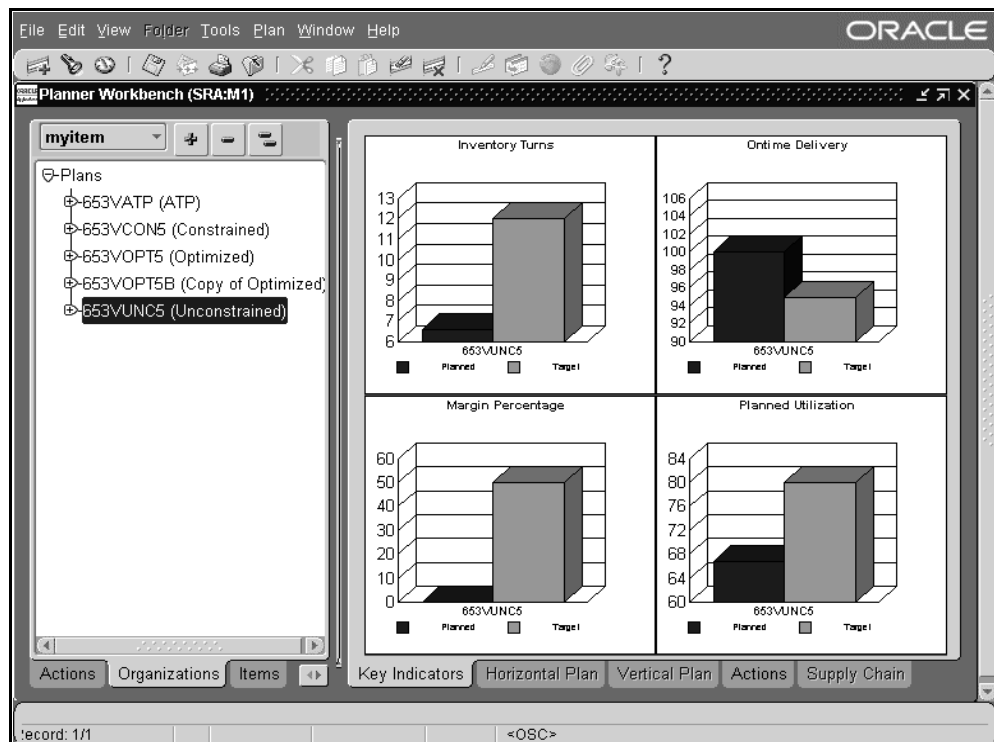 File Edit View Folder Tools Plan Window Help
ORACLE
Planner Workbench (SRA:M1)
myitem
Plans
653VATP (ATP)
653VCON5 (Constrained)
653VOPT5 (Optimized)
653VOPT5B (Copy of Optimized)
653VUNC5 (Unconstrained)
Actions Organizations Items
Inventory Turns
13
12
11
10
9
8
7
6
653VUNC5
Planned Target
Ontime Delivery
106
104
102
100
98
96
94
92
90
653VUNC5
Planned Target
Margin Percentage
60
50
40
30
20
10
0
653VUNC5
Planned Target
Planned Utilization
84
80
76
72
68
64
60
653VUNC5
Planned Target
Key Indicators Horizontal Plan Vertical Plan Actions Supply Chain
ecord: 1/1 <OSC>